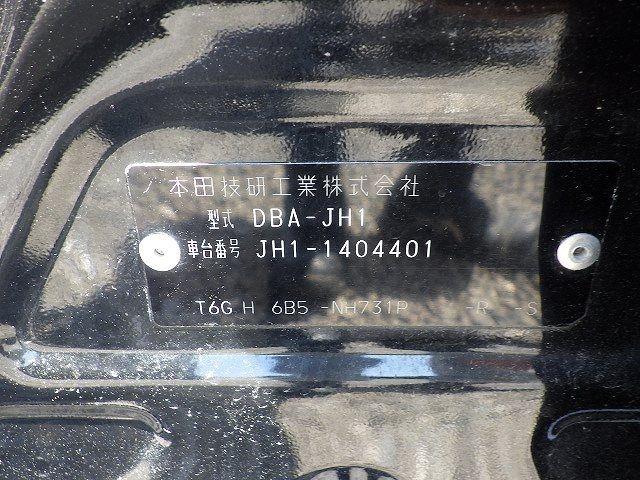 本田技研工業株式会社
型式 DBA-JH1
車台番号 JH1-1404401
T6G H 6B5 -NH731P -R -S